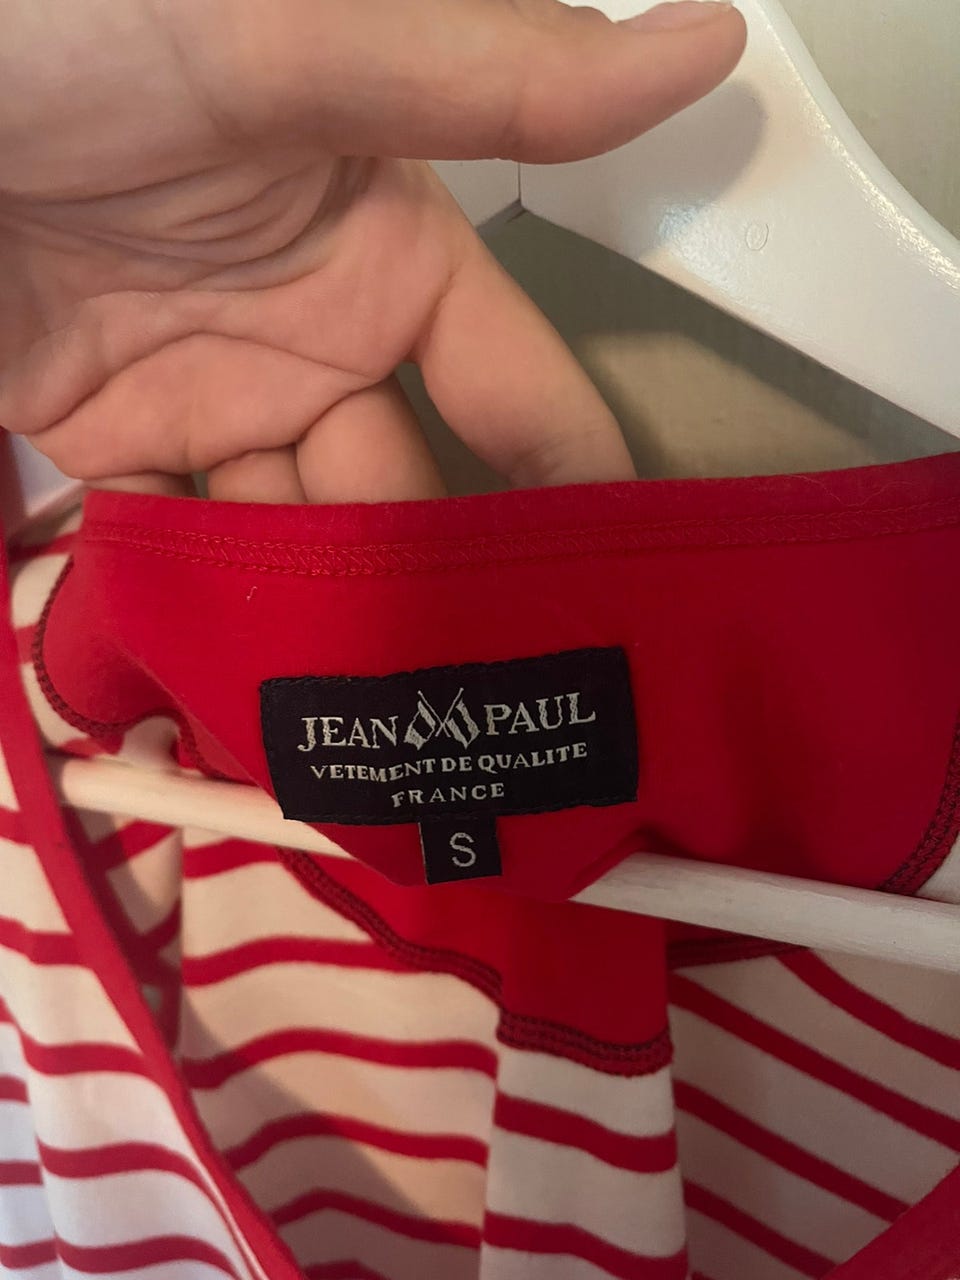 JEAN PAUL
VETEMENT DE QUALITE
FRANCE
S